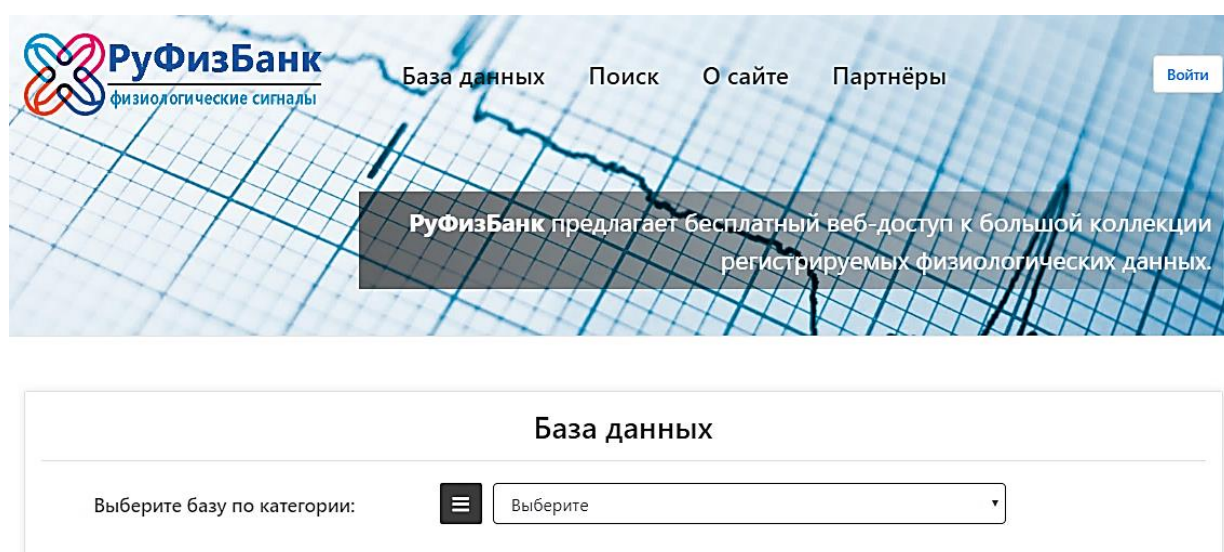 РуФизБанк
физиологические сигналы
База данных Поиск О сайте Партнёры
Войти
РуФизБанк предлагает бесплатный веб-доступ к большой коллекции
регистрируемых физиологических данных.
База данных
Выберите базу по категории:
Выберите